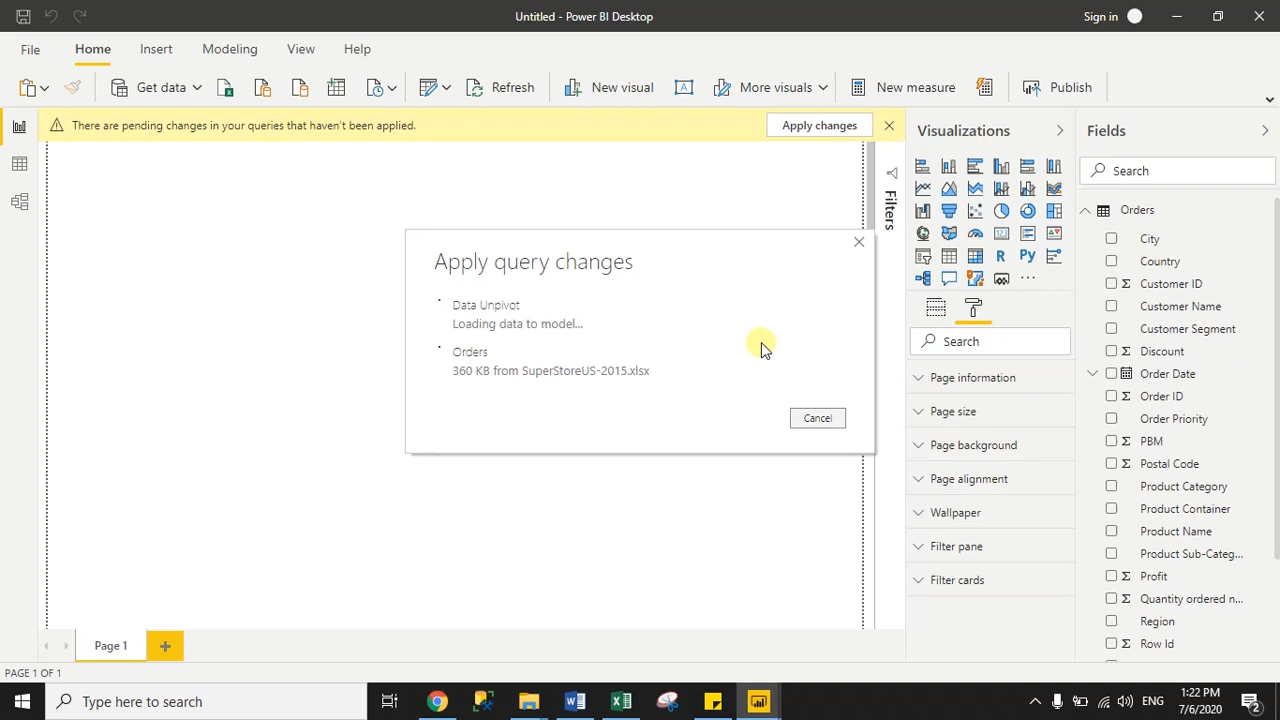 Untitled - Power BI Desktop
Sign in
File
Home
Insert
Modeling
View
Help
Get data
Refresh
New visual
A
More visuals
New measure
Publish
There are pending changes in your queries that haven't been applied.
Apply changes
Filters
Apply query changes
Data Unpivot
Loading data to model...
Orders
360 KB from SuperStoreUS-2015.xlsx
Cancel
Visualizations
123
R
Py
Search
Page information
Page size
Page background
Page alignment
Wallpaper
Filter pane
Filter cards
Fields
Search
Orders
City
Country
Σ Customer ID
Customer Name
Customer Segment
Σ Discount
Order Date
Σ Order ID
Order Priority
Σ PBM
Σ Postal Code
Product Category
Product Container
Product Name
Product Sub-Categ...
Σ Profit
Σ Quantity ordered n...
Region
Σ Row Id
Page 1
PAGE 1 OF 1
Type here to search
ENG
1:22 PM
7/6/2020
2